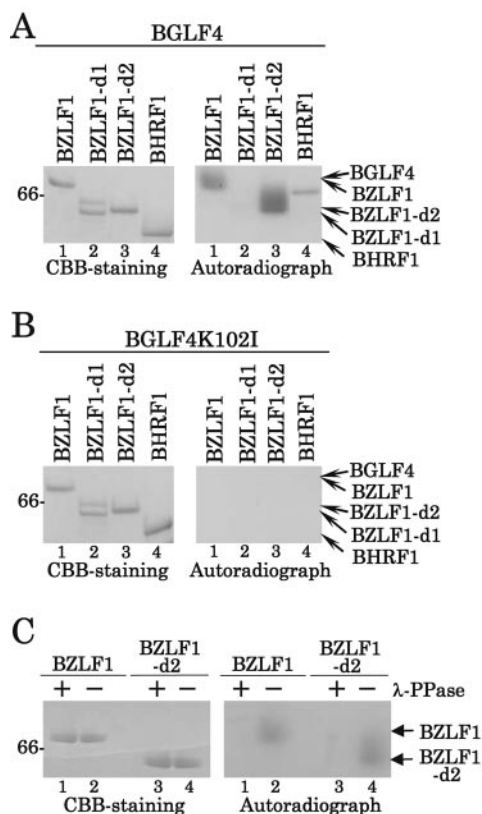 A
BGLF4
BZLF1 BZLF1-d1 BZLF1-d2 BHRF1 BZLF1 BZLF1-d1 BZLF1-d2 BHRF1
BGLF4
66 BZLF1
BZLF1-d2
BZLF1-d1
1 2 3 4 1 2 3 4 BHRF1
CBB-staining Autoradiograph
B
BGLF4K102I
BZLF1 BZLF1-d1 BZLF1-d2 BHRF1 BZLF1 BZLF1-d1 BZLF1-d2 BHRF1
BGLF4
BZLF1
66 BZLF1-d2
BZLF1-d1
1 2 3 4 1 2 3 4 BHRF1
CBB-staining Autoradiograph
C
BZLF1 BZLF1 -d2 BZLF1 BZLF1 -d2
+ − + − + − + − λ-PPase
BZLF1
66 BZLF1
-d2
1 2 3 4 1 2 3 4
CBB-staining Autoradiograph